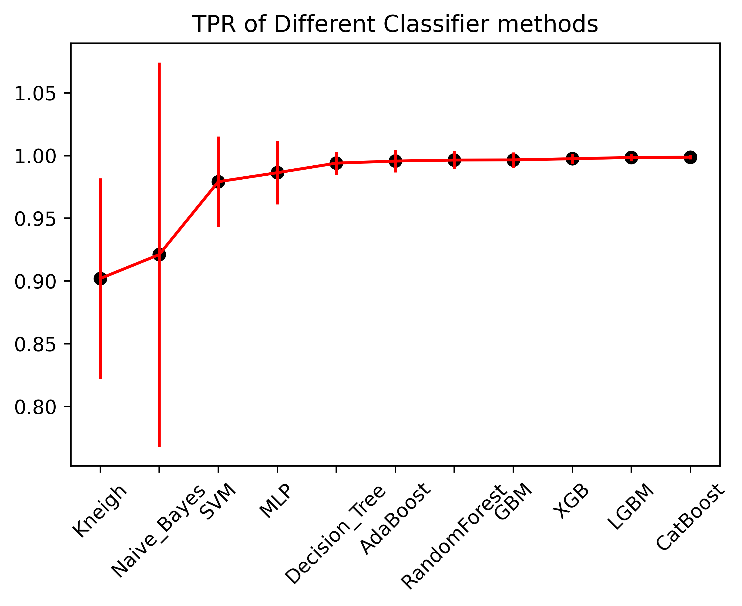 TPR of Different Classifier methods
1.05
1.00
0.95
0.90
0.85
0.80
Kneigh
Naive_Bayes
SVM
MLP
Decision_Tree
AdaBoost
RandomForest
GBM
XGB
LGBM
CatBoost